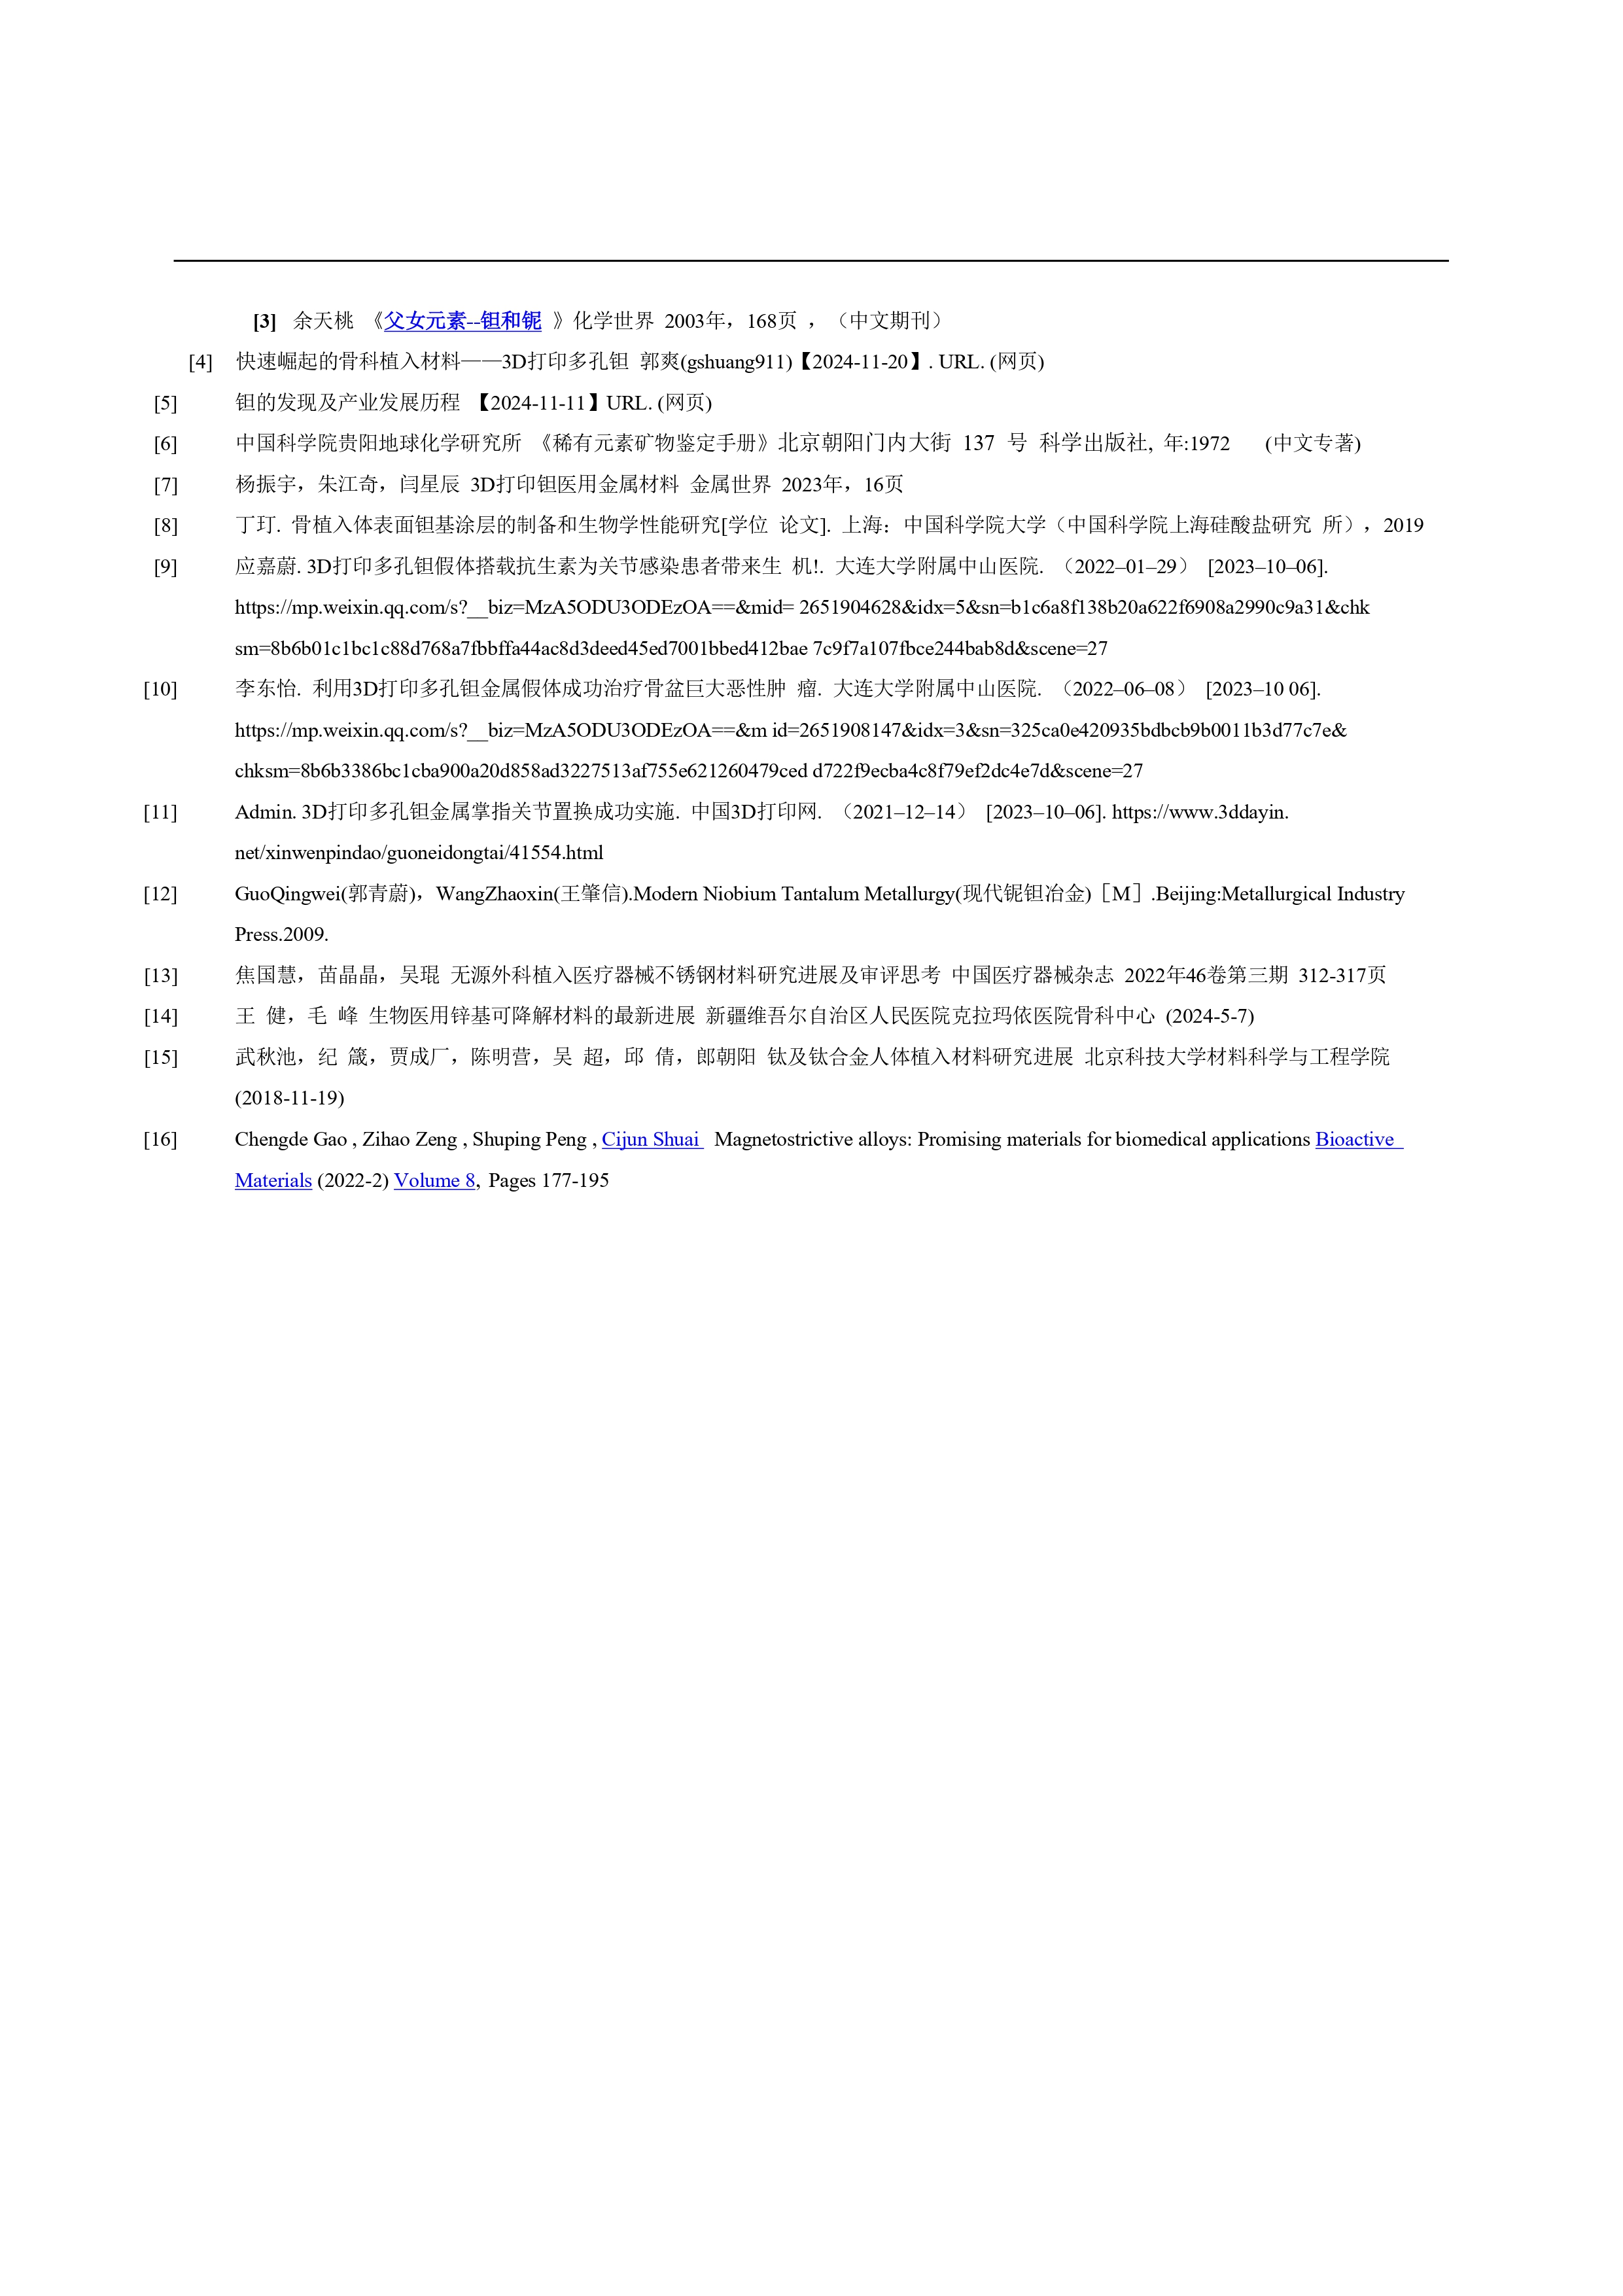 [3] 余天桃 《父女元素--钽和铌 》化学世界 2003年，168页 ，（中文期刊）
[4] 快速崛起的骨科植入材料——3D打印多孔钽 郭爽(gshuang911)【2024-11-20】. URL. (网页)
[5] 钽的发现及产业发展历程 【2024-11-11】URL. (网页)
[6] 中国科学院贵阳地球化学研究所 《稀有元素矿物鉴定手册》北京朝阳门内大街 137 号 科学出版社, 年:1972 (中文专著)
[7] 杨振宇，朱江奇，闫星辰 3D打印钽医用金属材料 金属世界 2023年，16页
[8] 丁玎. 骨植入体表面钽基涂层的制备和生物学性能研究[学位 论文]. 上海：中国科学院大学（中国科学院上海硅酸盐研究 所），2019
[9] 应嘉蔚. 3D打印多孔钽假体搭载抗生素为关节感染患者带来生 机!. 大连大学附属中山医院. （2022–01–29） [2023–10–06].
https://mp.weixin.qq.com/s?__biz=MzA5ODU3ODEzOA==&mid= 2651904628&idx=5&sn=b1c6a8f138b20a622f6908a2990c9a31&chk
sm=8b6b01c1bc1c88d768a7fbbffa44ac8d3deed45ed7001bbed412bae 7c9f7a107fbce244bab8d&scene=27
[10] 李东怡. 利用3D打印多孔钽金属假体成功治疗骨盆巨大恶性肿 瘤. 大连大学附属中山医院. （2022–06–08） [2023–10 06].
https://mp.weixin.qq.com/s?__biz=MzA5ODU3ODEzOA==&m id=2651908147&idx=3&sn=325ca0e420935bdbcb9b0011b3d77c7e&
chksm=8b6b3386bc1cba900a20d858ad3227513af755e621260479ced d722f9ecba4c8f79ef2dc4e7d&scene=27
[11] Admin. 3D打印多孔钽金属掌指关节置换成功实施. 中国3D打印网. （2021–12–14） [2023–10–06]. https://www.3ddayin.
net/xinwenpindao/guoneidongtai/41554.html
[12] GuoQingwei(郭青蔚)，WangZhaoxin(王肇信).Modern Niobium Tantalum Metallurgy(现代铌钽冶金)［M］.Beijing:Metallurgical Industry
Press.2009.
[13] 焦国慧，苗晶晶，吴琨 无源外科植入医疗器械不锈钢材料研究进展及审评思考 中国医疗器械杂志 2022年46卷第三期 312-317页
[14] 王 健，毛 峰 生物医用锌基可降解材料的最新进展 新疆维吾尔自治区人民医院克拉玛依医院骨科中心 (2024-5-7)
[15] 武秋池，纪 箴，贾成厂，陈明营，吴 超，邱 倩，郎朝阳 钛及钛合金人体植入材料研究进展 北京科技大学材料科学与工程学院
(2018-11-19)
[16] Chengde Gao , Zihao Zeng , Shuping Peng , Cijun Shuai Magnetostrictive alloys: Promising materials for biomedical applications Bioactive
Materials (2022-2) Volume 8, Pages 177-195